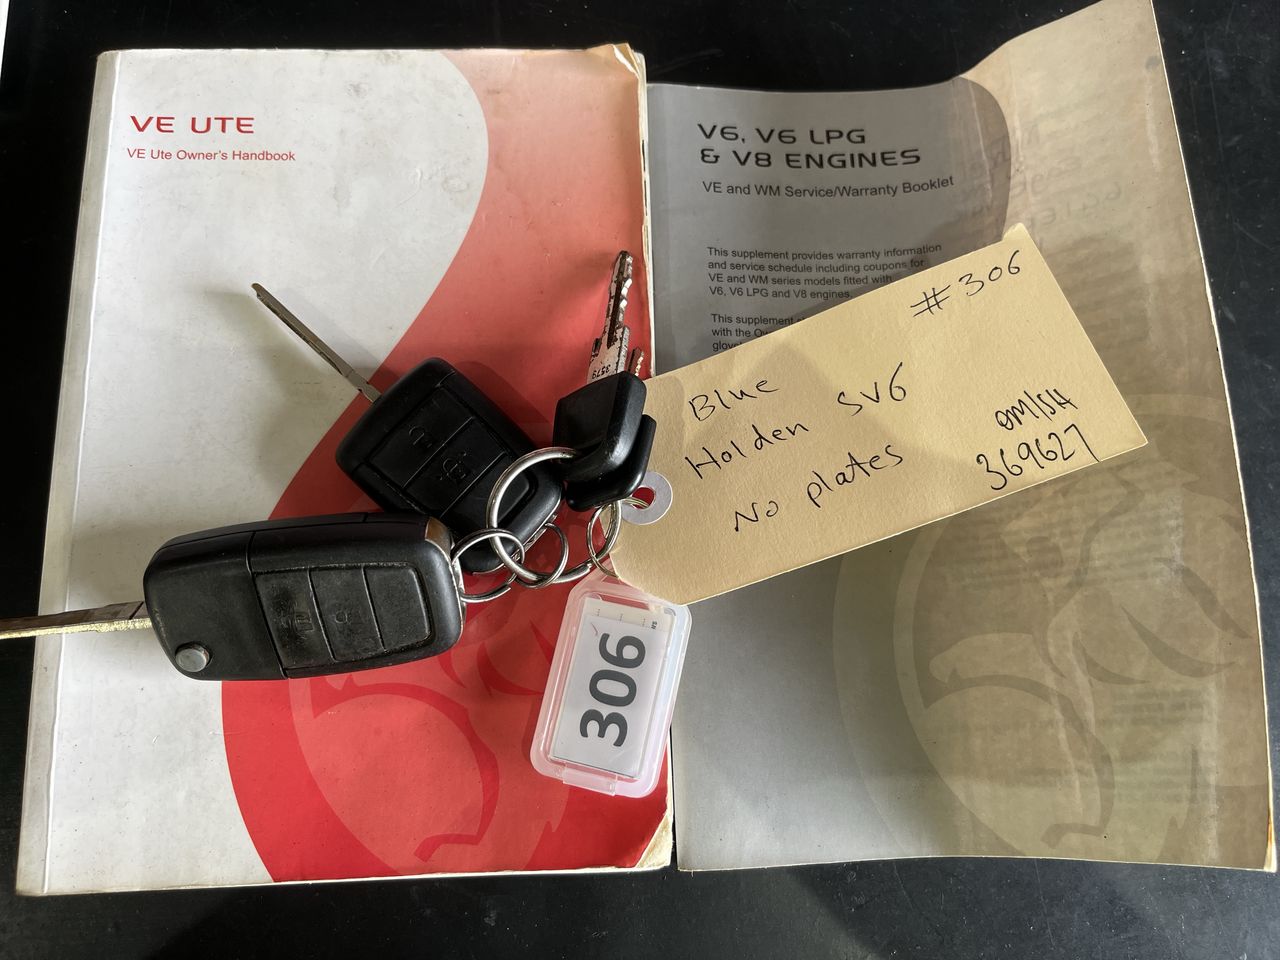 VE UTE
VE Ute Owner's Handbook
V6, V6 LPG
& V8 ENGINES
VE and WM Service/Warranty Booklet
This supplement provides warranty information
and service schedule including coupons for
VE and WM series models fitted with
V6, V6 LPG and V8 engines.
This supplement
with the
#306
Blue
Holden SV6
No plates
369627
3579
306